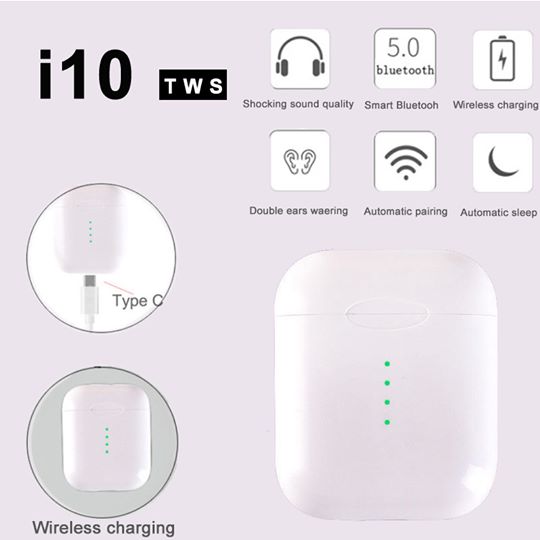 i10 TWS
5.0
bluetooth
Shocking sound quality
Smart Bluetooh
Wireless charging
Double ears waering
Automatic pairing
Automatic sleep
Type C
Wireless charging